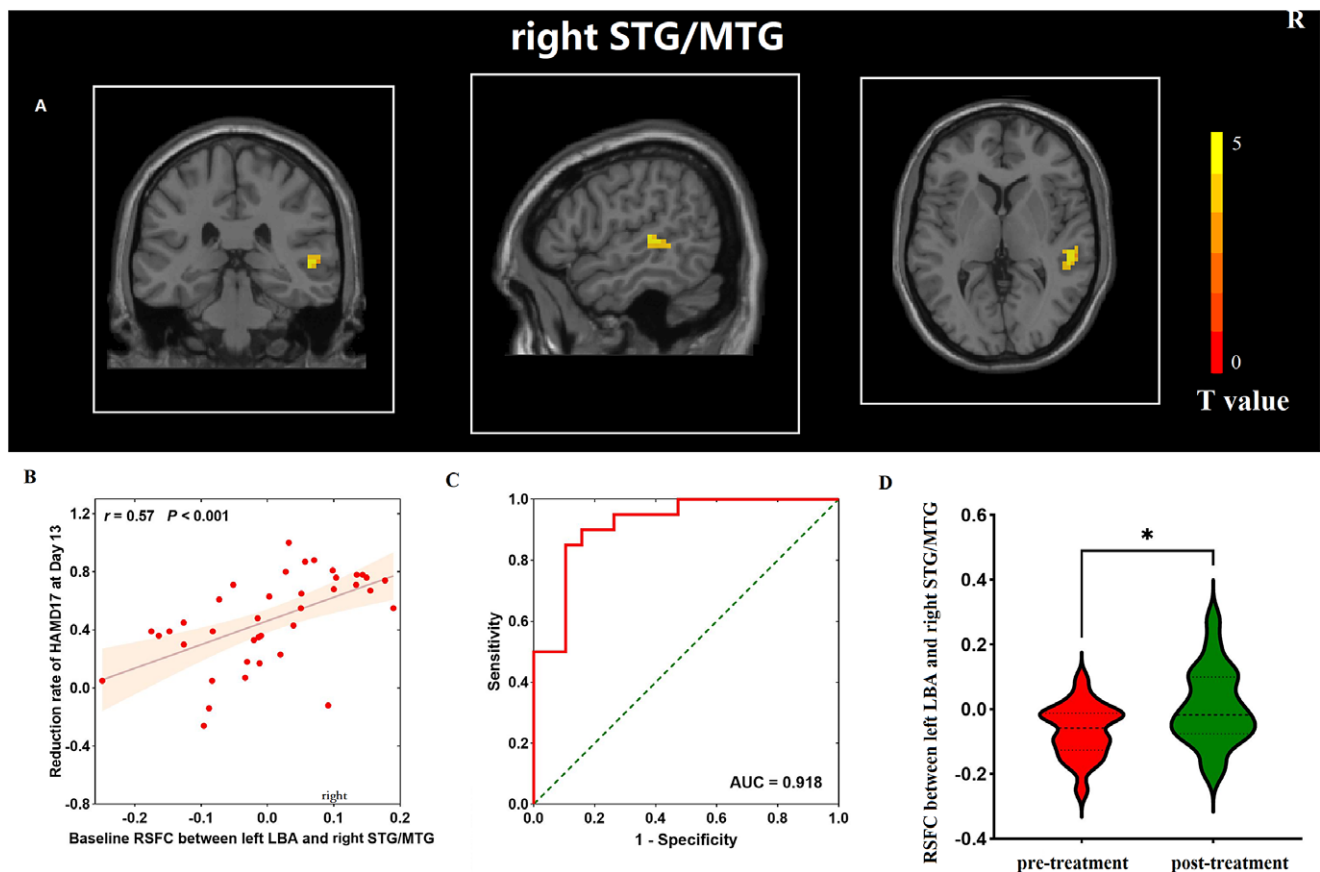 right STG/MTG
R
A
5
0
T value
B
r = 0.57 P < 0.001
Reduction rate of HAMD17 at Day 13
1.2
0.8
0.4
0.0
-0.4
-0.8
-0.2
-0.1
0.0
0.1
0.2
right
Baseline RSFC between left LBA and right STG/MTG
C
Sensitivity
1.0
0.8
0.6
0.4
0.2
0.0
AUC = 0.918
0.0
0.2
0.4
0.6
0.8
1.0
1 - Specificity
D
RSFC between left LBA and right STG/MTG
0.6
0.4
0.2
0.0
-0.2
-0.4
*
pre-treatment
post-treatment